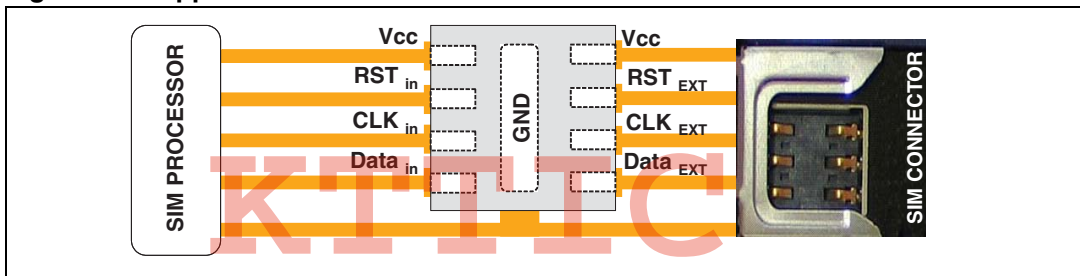 SIM PROCESSOR
Vcc
RST in
CLK in
Data in
GND
Vcc
RST EXT
CLK EXT
Data EXT
SIM CONNECTOR
KTTIC